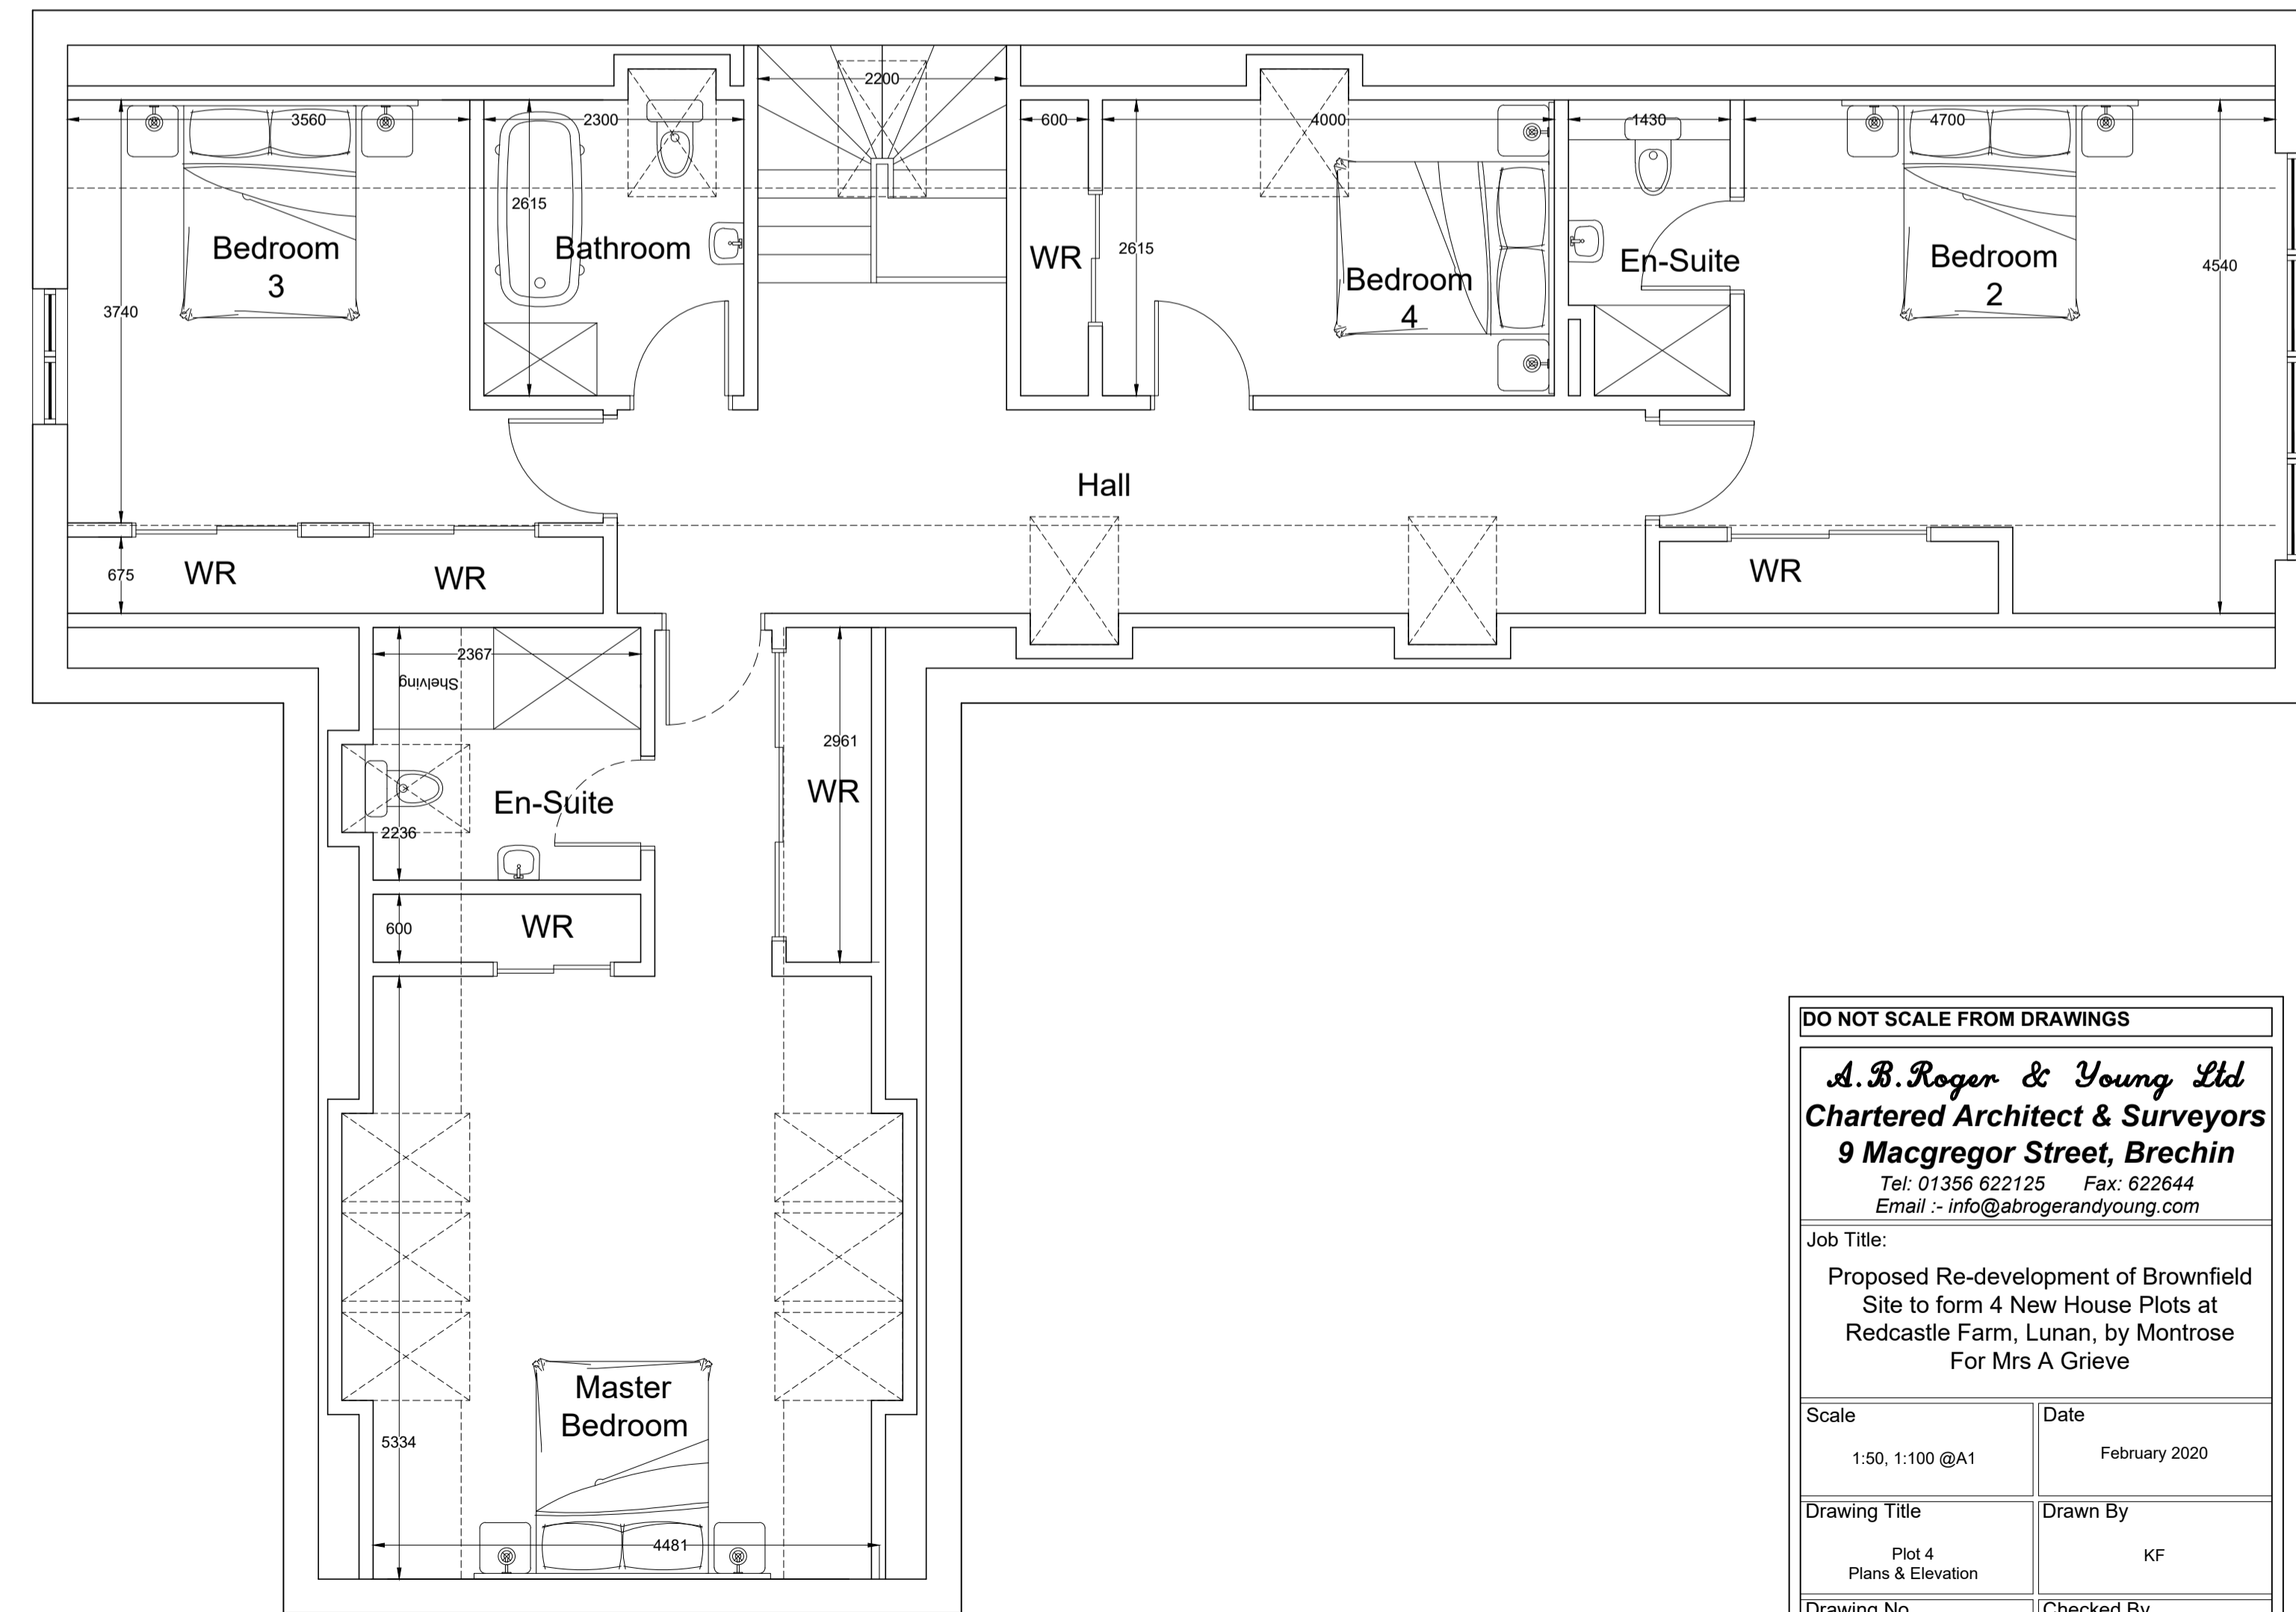 2200
3560
2300
600
4000
1430
4700
2615
Bedroom
3
Bathroom
WR
2615
Bedroom
4
En-Suite
Bedroom
2
4540
3740
Hall
675
WR
WR
WR
2367
Shelving
2961
WR
En-Suite
2236
600
WR
Master
Bedroom
5334
4481
DO NOT SCALE FROM DRAWINGS
A.B.Roger & Young Ltd
Chartered Architect & Surveyors
9 Macgregor Street, Brechin
Tel: 01356 622125 Fax: 622644
Email :- info@abrogerandyoung.com
Job Title:
Proposed Re-development of Brownfield
Site to form 4 New House Plots at
Redcastle Farm, Lunan, by Montrose
For Mrs A Grieve
Scale
1:50, 1:100 @A1
Date
February 2020
Drawing Title
Plot 4
Plans & Elevation
Drawn By
KF
Drawing No
Checked By